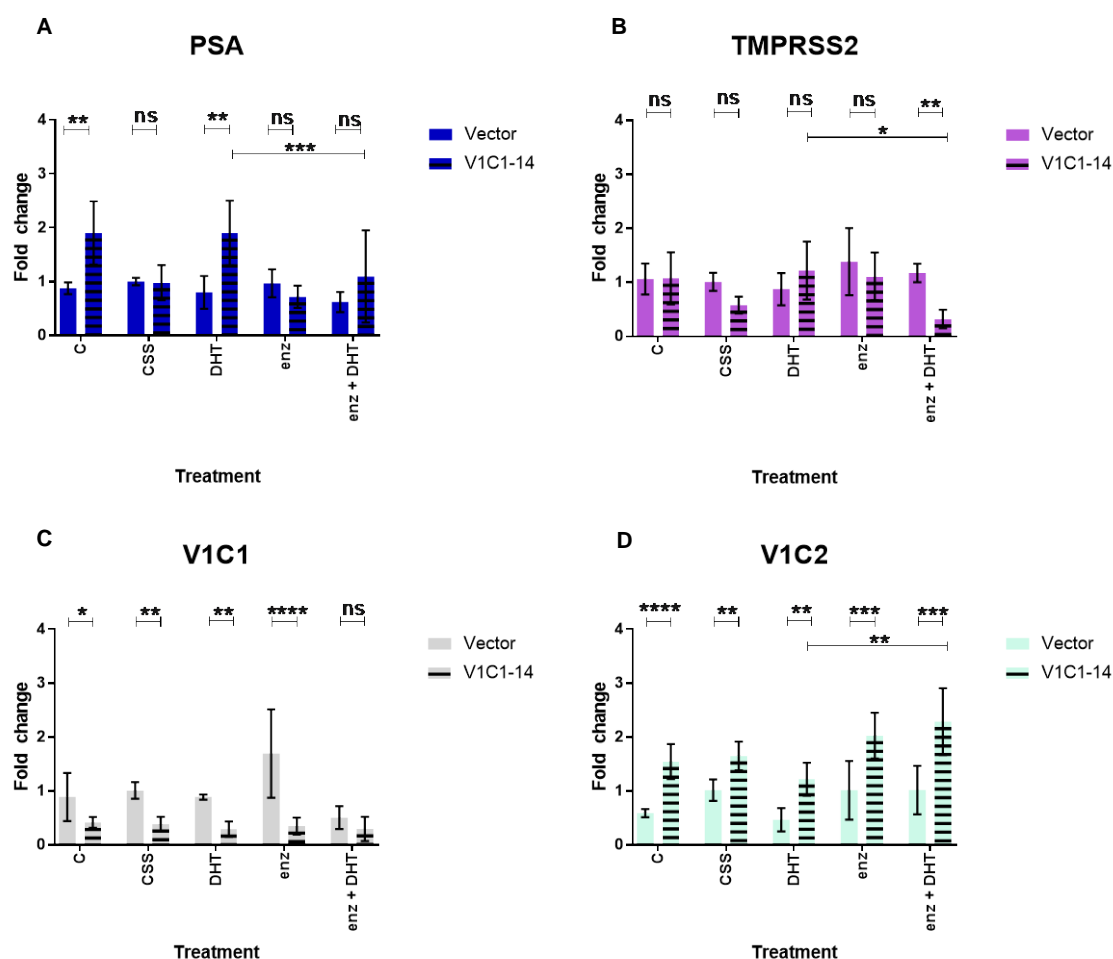 A
PSA
** ns ** ns ns
***
4
3
2
1
0
Fold change
C
CSS
DHT
enz
enz + DHT
Treatment
Vector
V1C1-14
B
TMPRSS2
ns ns ns ns **
*
4
3
2
1
0
Fold change
C
CSS
DHT
enz
enz + DHT
Treatment
Vector
V1C1-14
C
V1C1
* ** ** **** ns
4
3
2
1
0
Fold change
C
CSS
DHT
enz
enz + DHT
Treatment
Vector
V1C1-14
D
V1C2
**** ** ** *** ***
**
4
3
2
1
0
Fold change
C
CSS
DHT
enz
enz + DHT
Treatment
Vector
V1C1-14